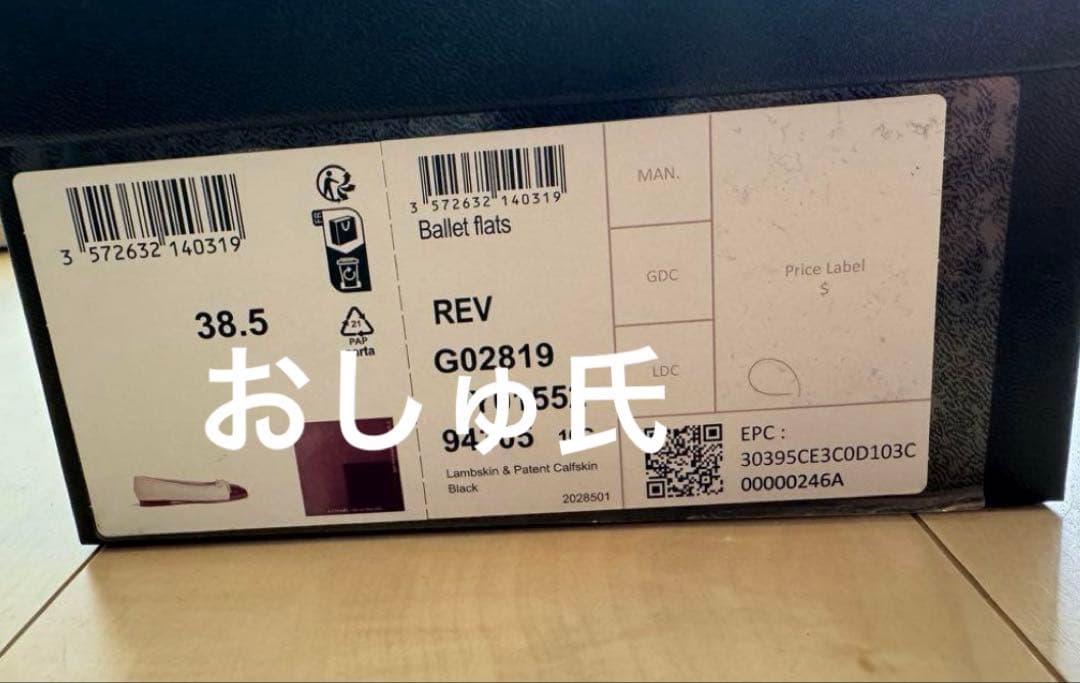 3 572632 140319
FR
38.5
21
PAP
おしゅ氏
3 572632 140319
Ballet flats
REV
G02819
Lambskin & Patent Calfskin
Black
2028501
MAN.
GDC
LDC
Price Label
$
EPC :
30395CE3C0D103C
00000246A